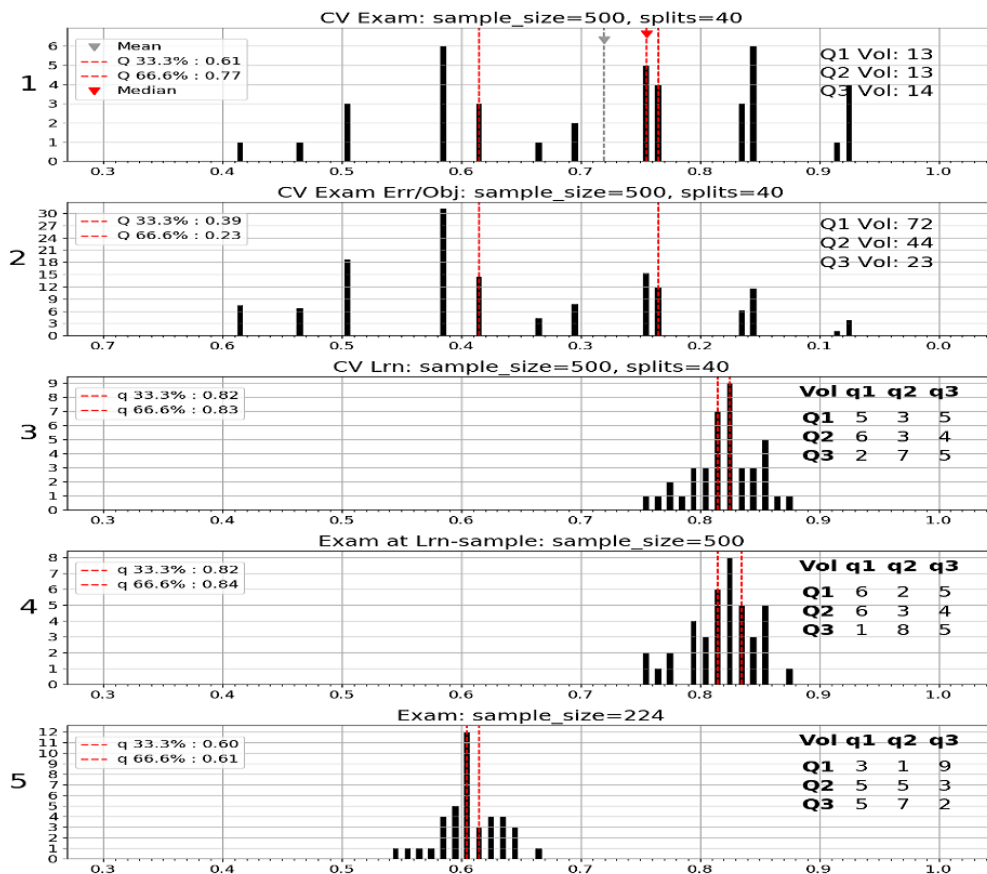 CV Exam: sample_size=500, splits=40
1
6
5
4
3
2
1
0
Mean
Q 33.3% : 0.61
Q 66.6% : 0.77
Median
Q1 Vol: 13
Q2 Vol: 13
Q3 Vol: 14
0.3 0.4 0.5 0.6 0.7 0.8 0.9 1.0
CV Exam Err/Obj: sample_size=500, splits=40
2
30
27
24
21
18
15
12
9
6
3
0
Q 33.3% : 0.39
Q 66.6% : 0.23
Q1 Vol: 72
Q2 Vol: 44
Q3 Vol: 23
0.7 0.6 0.5 0.4 0.3 0.2 0.1 0.0
CV Lrn: sample_size=500, splits=40
3
9
8
7
6
5
4
3
2
1
0
q 33.3% : 0.82
q 66.6% : 0.83
Vol q1 q2 q3
Q1 5 3 5
Q2 6 3 4
Q3 2 7 5
0.3 0.4 0.5 0.6 0.7 0.8 0.9 1.0
Exam at Lrn-sample: sample_size=500
4
8
7
6
5
4
3
2
1
0
q 33.3% : 0.82
q 66.6% : 0.84
Vol q1 q2 q3
Q1 6 2 5
Q2 6 3 4
Q3 1 8 5
0.3 0.4 0.5 0.6 0.7 0.8 0.9 1.0
Exam: sample_size=224
5
12
11
10
9
8
7
6
5
4
3
2
1
0
q 33.3% : 0.60
q 66.6% : 0.61
Vol q1 q2 q3
Q1 3 1 9
Q2 5 5 3
Q3 5 7 2
0.3 0.4 0.5 0.6 0.7 0.8 0.9 1.0